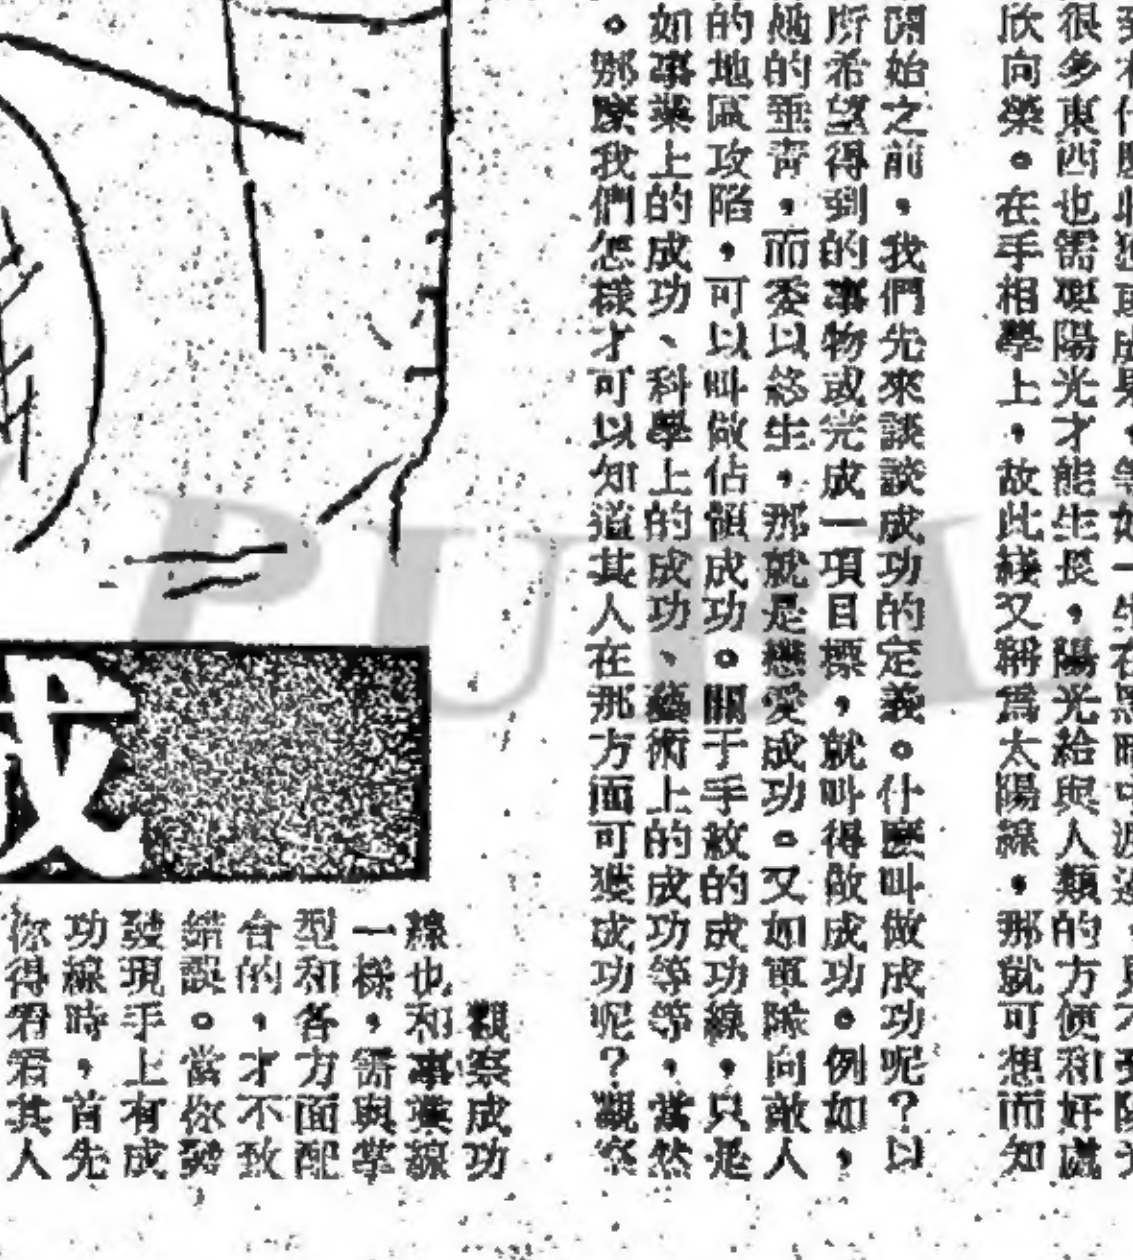 很多東西也需要陽光才能生長，陽光給與人類的方便和好處
欣向榮。在手相學上，故此綫又稱爲太陽線，那就可想而知
開始之前，我們先來談談成功的定義。什麽叫做成功呢？以
所希望得到的事物或完成一項目標，就叫得做成功。例如，
的垂青，而委以終生，那就是戀愛成功。又如軍隊向敵人
的地區攻陷，可以叫做佔領成功。關于手紋的成功線，只是
如事業上的成功、科學上的成功、藝術上的成功等等，當然
。那麽我們怎樣才可以知道其人在那方面可獲成功呢？觀察
成
觀察成功
線也和事業線
一樣，需與掌
型和各方面配
合的，才不致
錯誤。當你
發現手上有成
功線時，首先
你得看看其人
PUBL